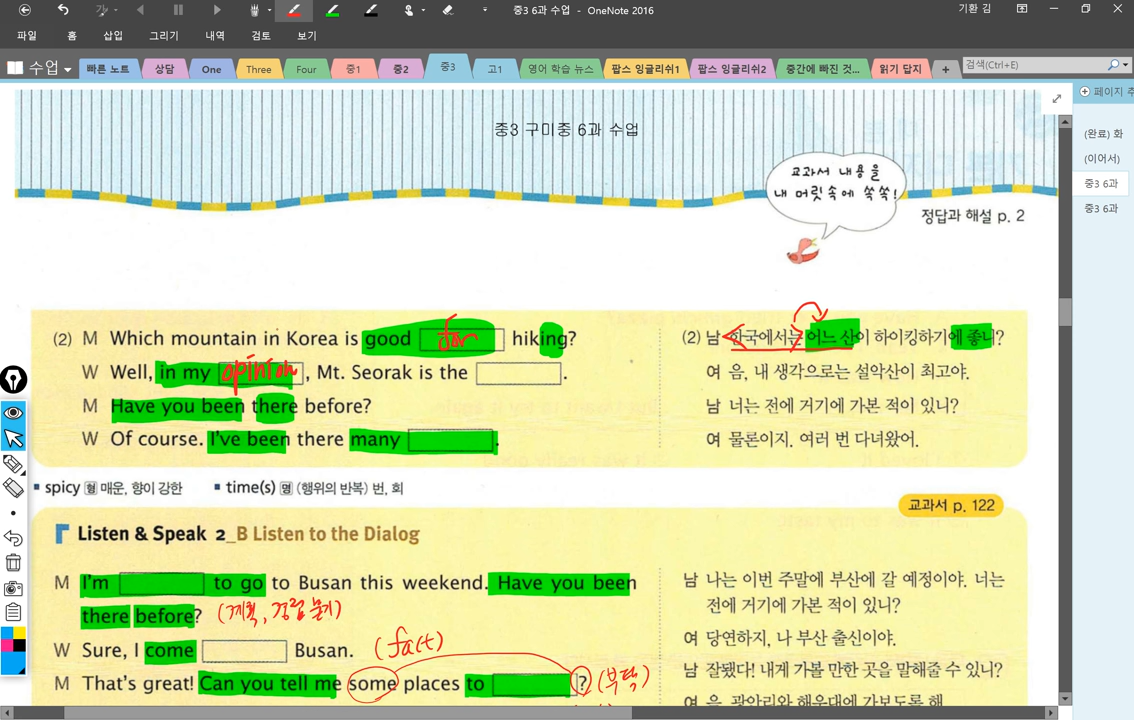 중3 6과 수업 - OneNote 2016
기환 김
파일 홈 삽입 그리기 내역 검토 보기
수업 빠른 노트 상담 One Three Four 중1 중2 중3 고1 영어 학습 뉴스 팝스 잉글리쉬1 팝스 잉글리쉬2 중간에 빠진 것... 읽기 답지 + 검색(Ctrl+E)
페이지 추
(완료) 화
(이어서)
중3 6과
중3 6과
중3 구미중 6과 수업
교과서 내용을
내 머릿속에 쏙쏙!
정답과 해설 p. 2
(2) M Which mountain in Korea is good for hiking?
W Well, in my opinion, Mt. Seorak is the .
M Have you been there before?
W Of course. I've been there many .
(2) 남 한국에서는 어느 산이 하이킹하기에 좋니?
여 음, 내 생각으로는 설악산이 최고야.
남 너는 전에 거기에 가본 적이 있니?
여 물론이지. 여러 번 다녀왔어.
▪ spicy 형 매운, 향이 강한 ▪ time(s) 명 (행위의 반복) 번, 회
교과서 p. 122
Listen & Speak 2_B Listen to the Dialog
M I'm to go to Busan this weekend. Have you been
there before? (계획, 경험 묻기)
W Sure, I come Busan. (fact)
M That's great! Can you tell me some places to ? (부탁)
남 나는 이번 주말에 부산에 갈 예정이야. 너는
전에 거기에 가본 적이 있니?
여 당연하지, 나 부산 출신이야.
남 잘됐다! 내게 가볼 만한 곳을 말해줄 수 있니?
여 음, 광안리와 해운대에 가보도록 해.